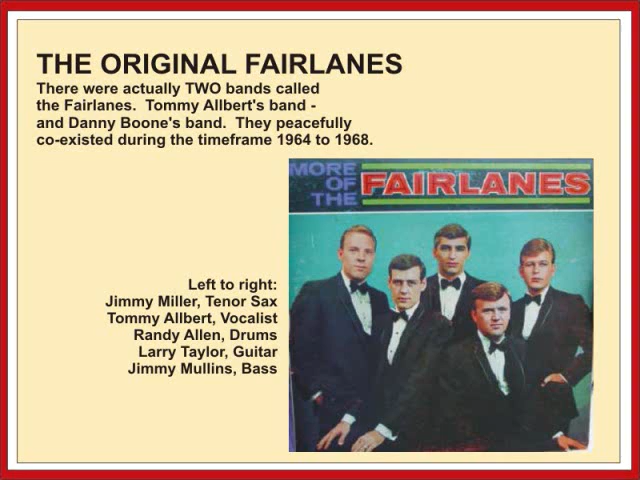 THE ORIGINAL FAIRLANES
There were actually TWO bands called
the Fairlanes.  Tommy Allbert's band -
and Danny Boone's band.  They peacefully
co-existed during the timeframe 1964 to 1968.
MORE
OF
THE
FAIRLANES
Left to right:
Jimmy Miller, Tenor Sax
Tommy Allbert, Vocalist
Randy Allen, Drums
Larry Taylor, Guitar
Jimmy Mullins, Bass